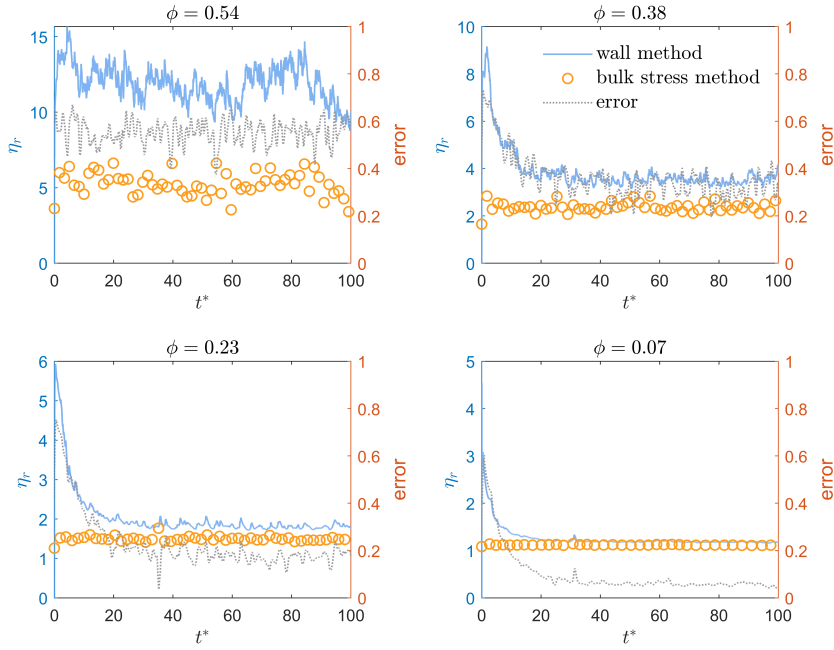 ϕ = 0.54
15
10
5
0
η_r
1
0.8
0.6
0.4
0.2
0
error
0 20 40 60 80 100
t*
ϕ = 0.38
10
8
6
4
2
0
η_r
wall method
bulk stress method
error
1
0.8
0.6
0.4
0.2
0
error
0 20 40 60 80 100
t*
ϕ = 0.23
6
5
4
3
2
1
0
η_r
1
0.8
0.6
0.4
0.2
0
error
0 20 40 60 80 100
t*
ϕ = 0.07
5
4
3
2
1
0
η_r
1
0.8
0.6
0.4
0.2
0
error
0 20 40 60 80 100
t*